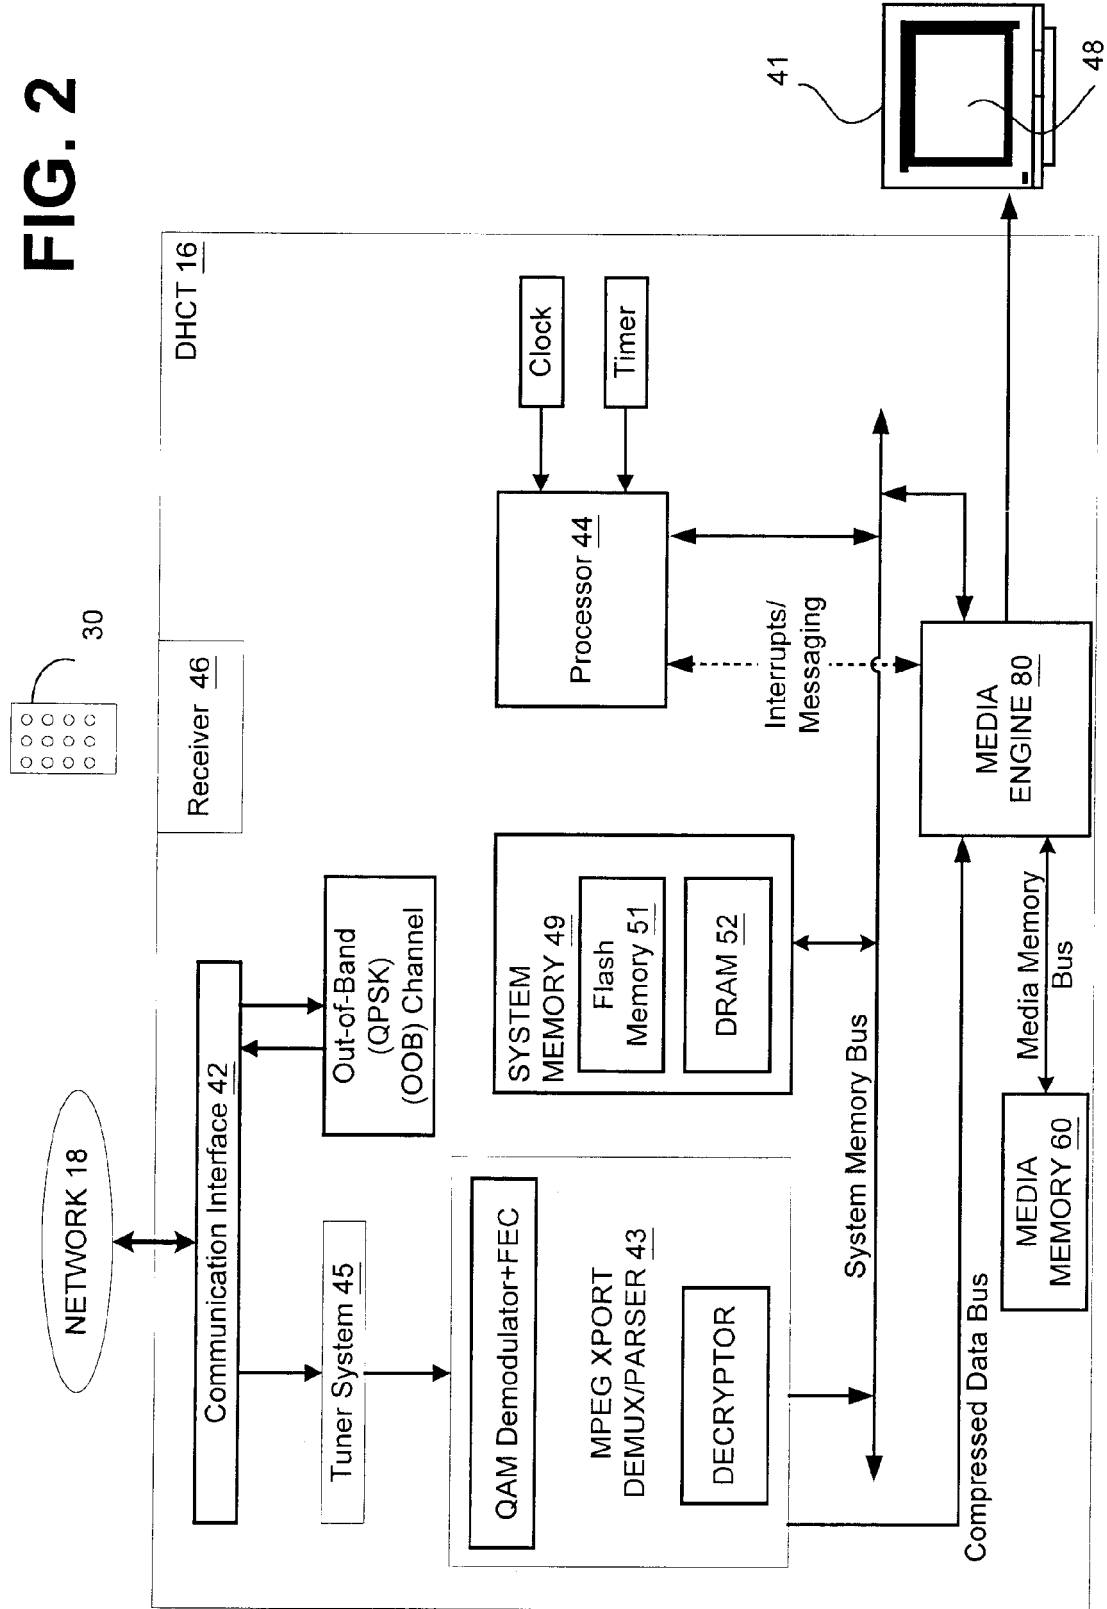 FIG. 2
NETWORK 18
30
DHCT 16
Communication Interface 42
Receiver 46
Tuner System 45
Out-of-Band
(QPSK)
(OOB) Channel
QAM Demodulator+FEC
MPEG XPORT
DEMUX/PARSER 43
DECRYPTOR
SYSTEM
MEMORY 49
Flash
Memory 51
DRAM 52
Processor 44
Clock
Timer
Interrupts/
Messaging
System Memory Bus
Compressed Data Bus
MEDIA
MEMORY 60
Media Memory
Bus
MEDIA
ENGINE 80
41
48